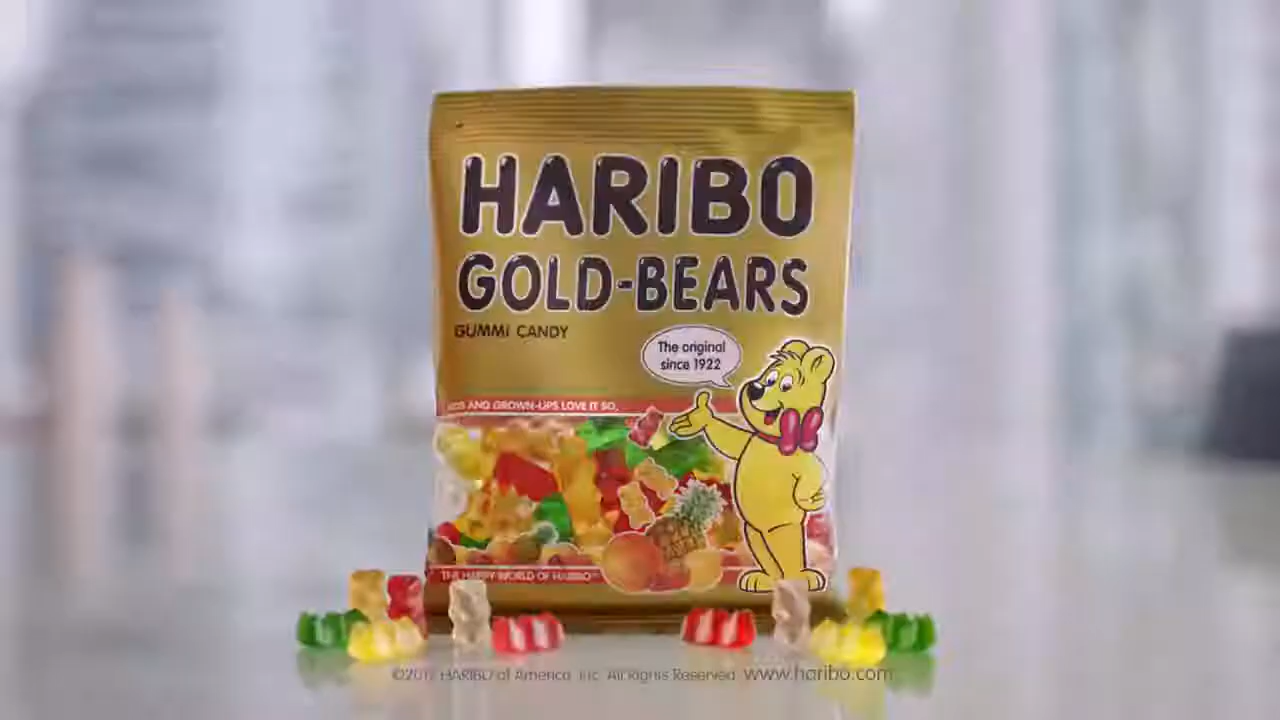 HARIBO
GOLD-BEARS
GUMMI CANDY
The original
since 1922
KIDS AND GROWN-UPS LOVE IT SO,
THE HAPPY WORLD OF HARIBO
HARIBO of America, Inc. All Rights Reserved. www.haribo.com